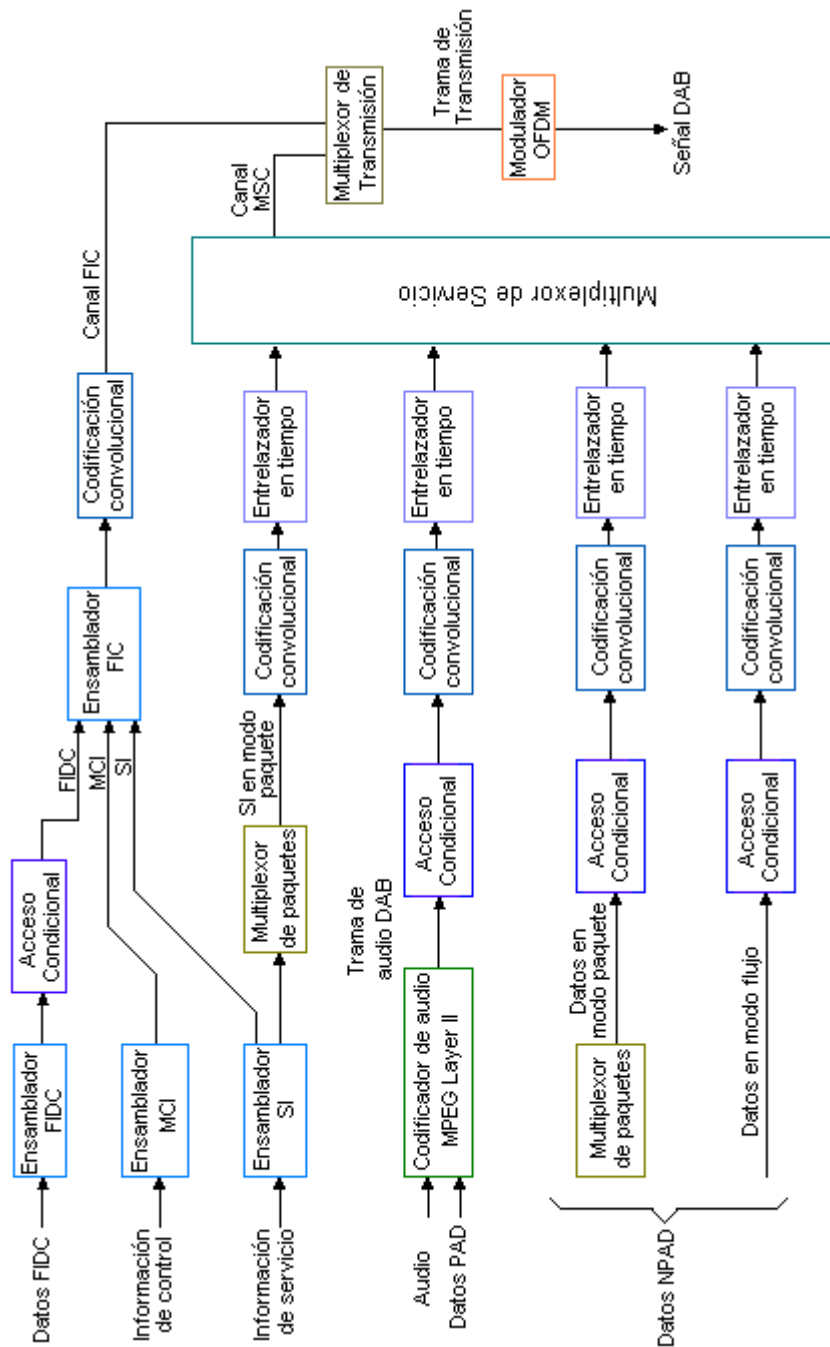 Datos FIDC
Ensamblador
FIDC
Acceso
Condicional
FIDC
MCI
SI
Ensamblador
FIC
Codificación
convolucional
Canal FIC
Información
de control
Ensamblador
MCI
Información
de servicio
Ensamblador
SI
Multiplexor
de paquetes
SI en modo
paquete
Codificación
convolucional
Entrelazador
en tiempo
Canal
MSC
Multiplexor de
Transmisión
Trama de
Transmisión
Modulador
OFDM
Señal DAB
Audio
Datos PAD
Codificador de audio
MPEG Layer II
Trama de
audio DAB
Acceso
Condicional
Codificación
convolucional
Entrelazador
en tiempo
Multiplexor de Servicio
Datos NPAD
Multiplexor
de paquetes
Datos en
modo paquete
Acceso
Condicional
Codificación
convolucional
Entrelazador
en tiempo
Datos en modo flujo
Acceso
Condicional
Codificación
convolucional
Entrelazador
en tiempo